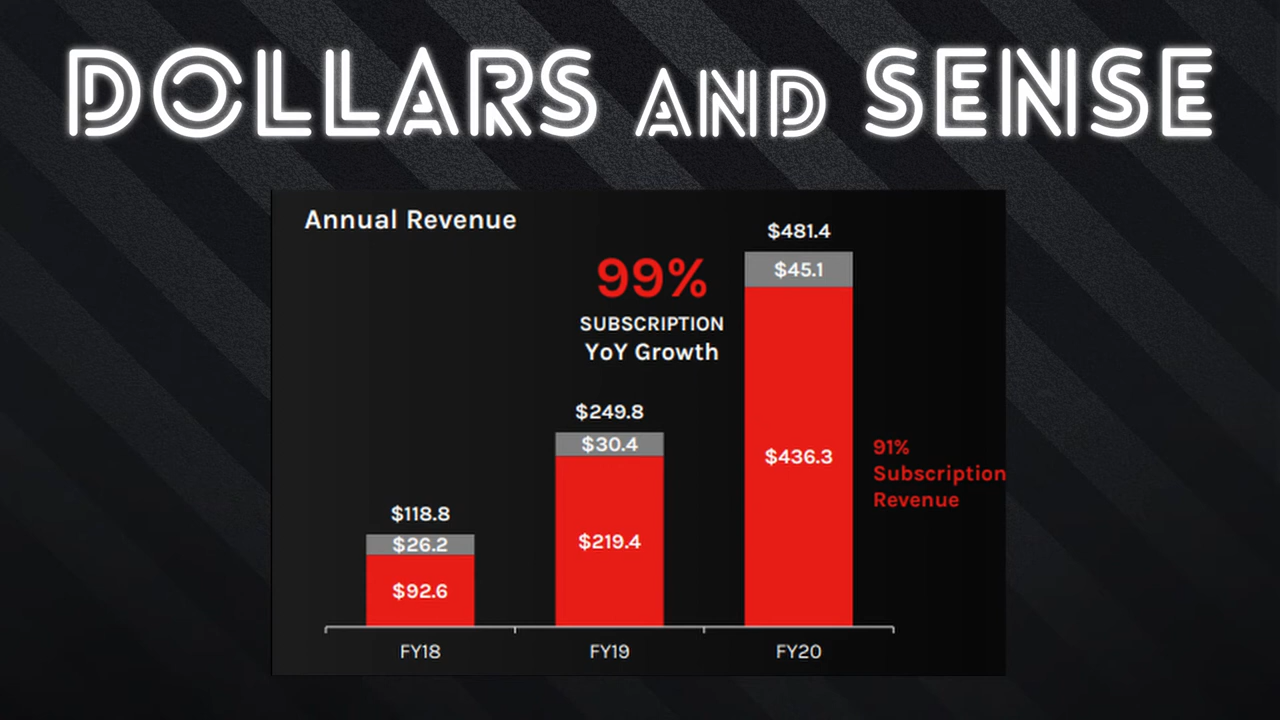 DOLLARS AND SENSE
Annual Revenue
$481.4
$45.1
99%
SUBSCRIPTION
YoY Growth
$249.8
$30.4
$436.3
91%
Subscription
Revenue
$118.8
$26.2
$219.4
$92.6
FY18 FY19 FY20